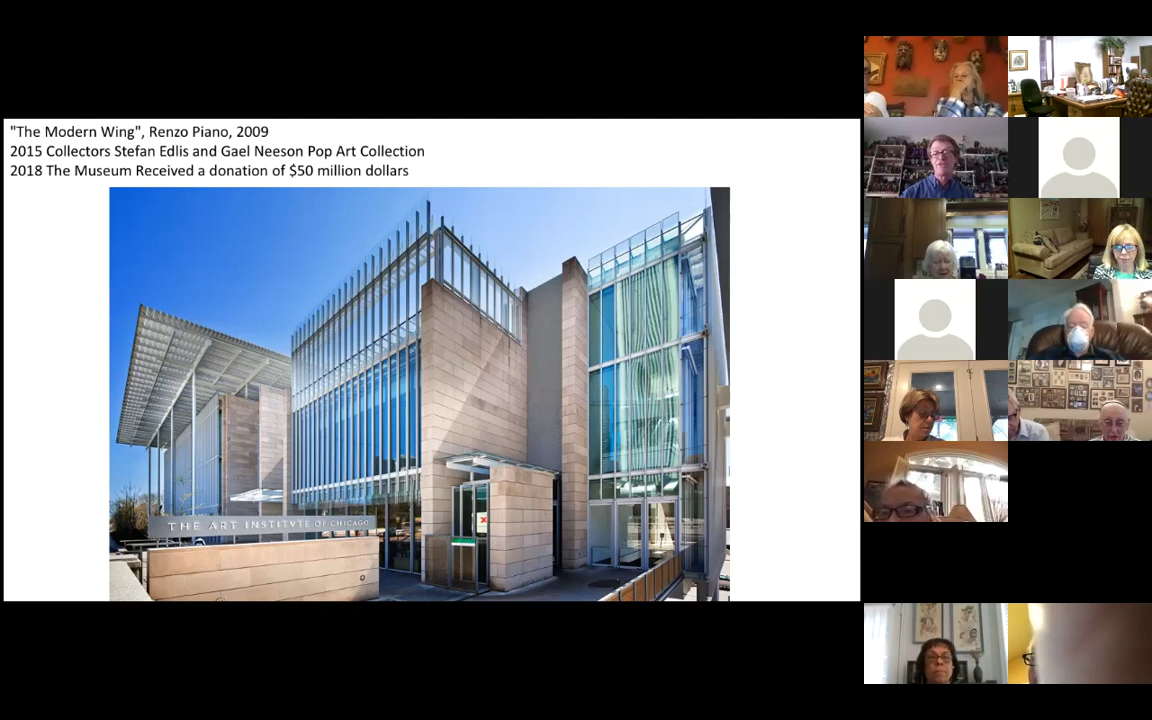 "The Modern Wing", Renzo Piano, 2009
2015 Collectors Stefan Edlis and Gael Neeson Pop Art Collection
2018 The Museum Received a donation of $50 million dollars
THE ART INSTITVTE OF CHICAGO